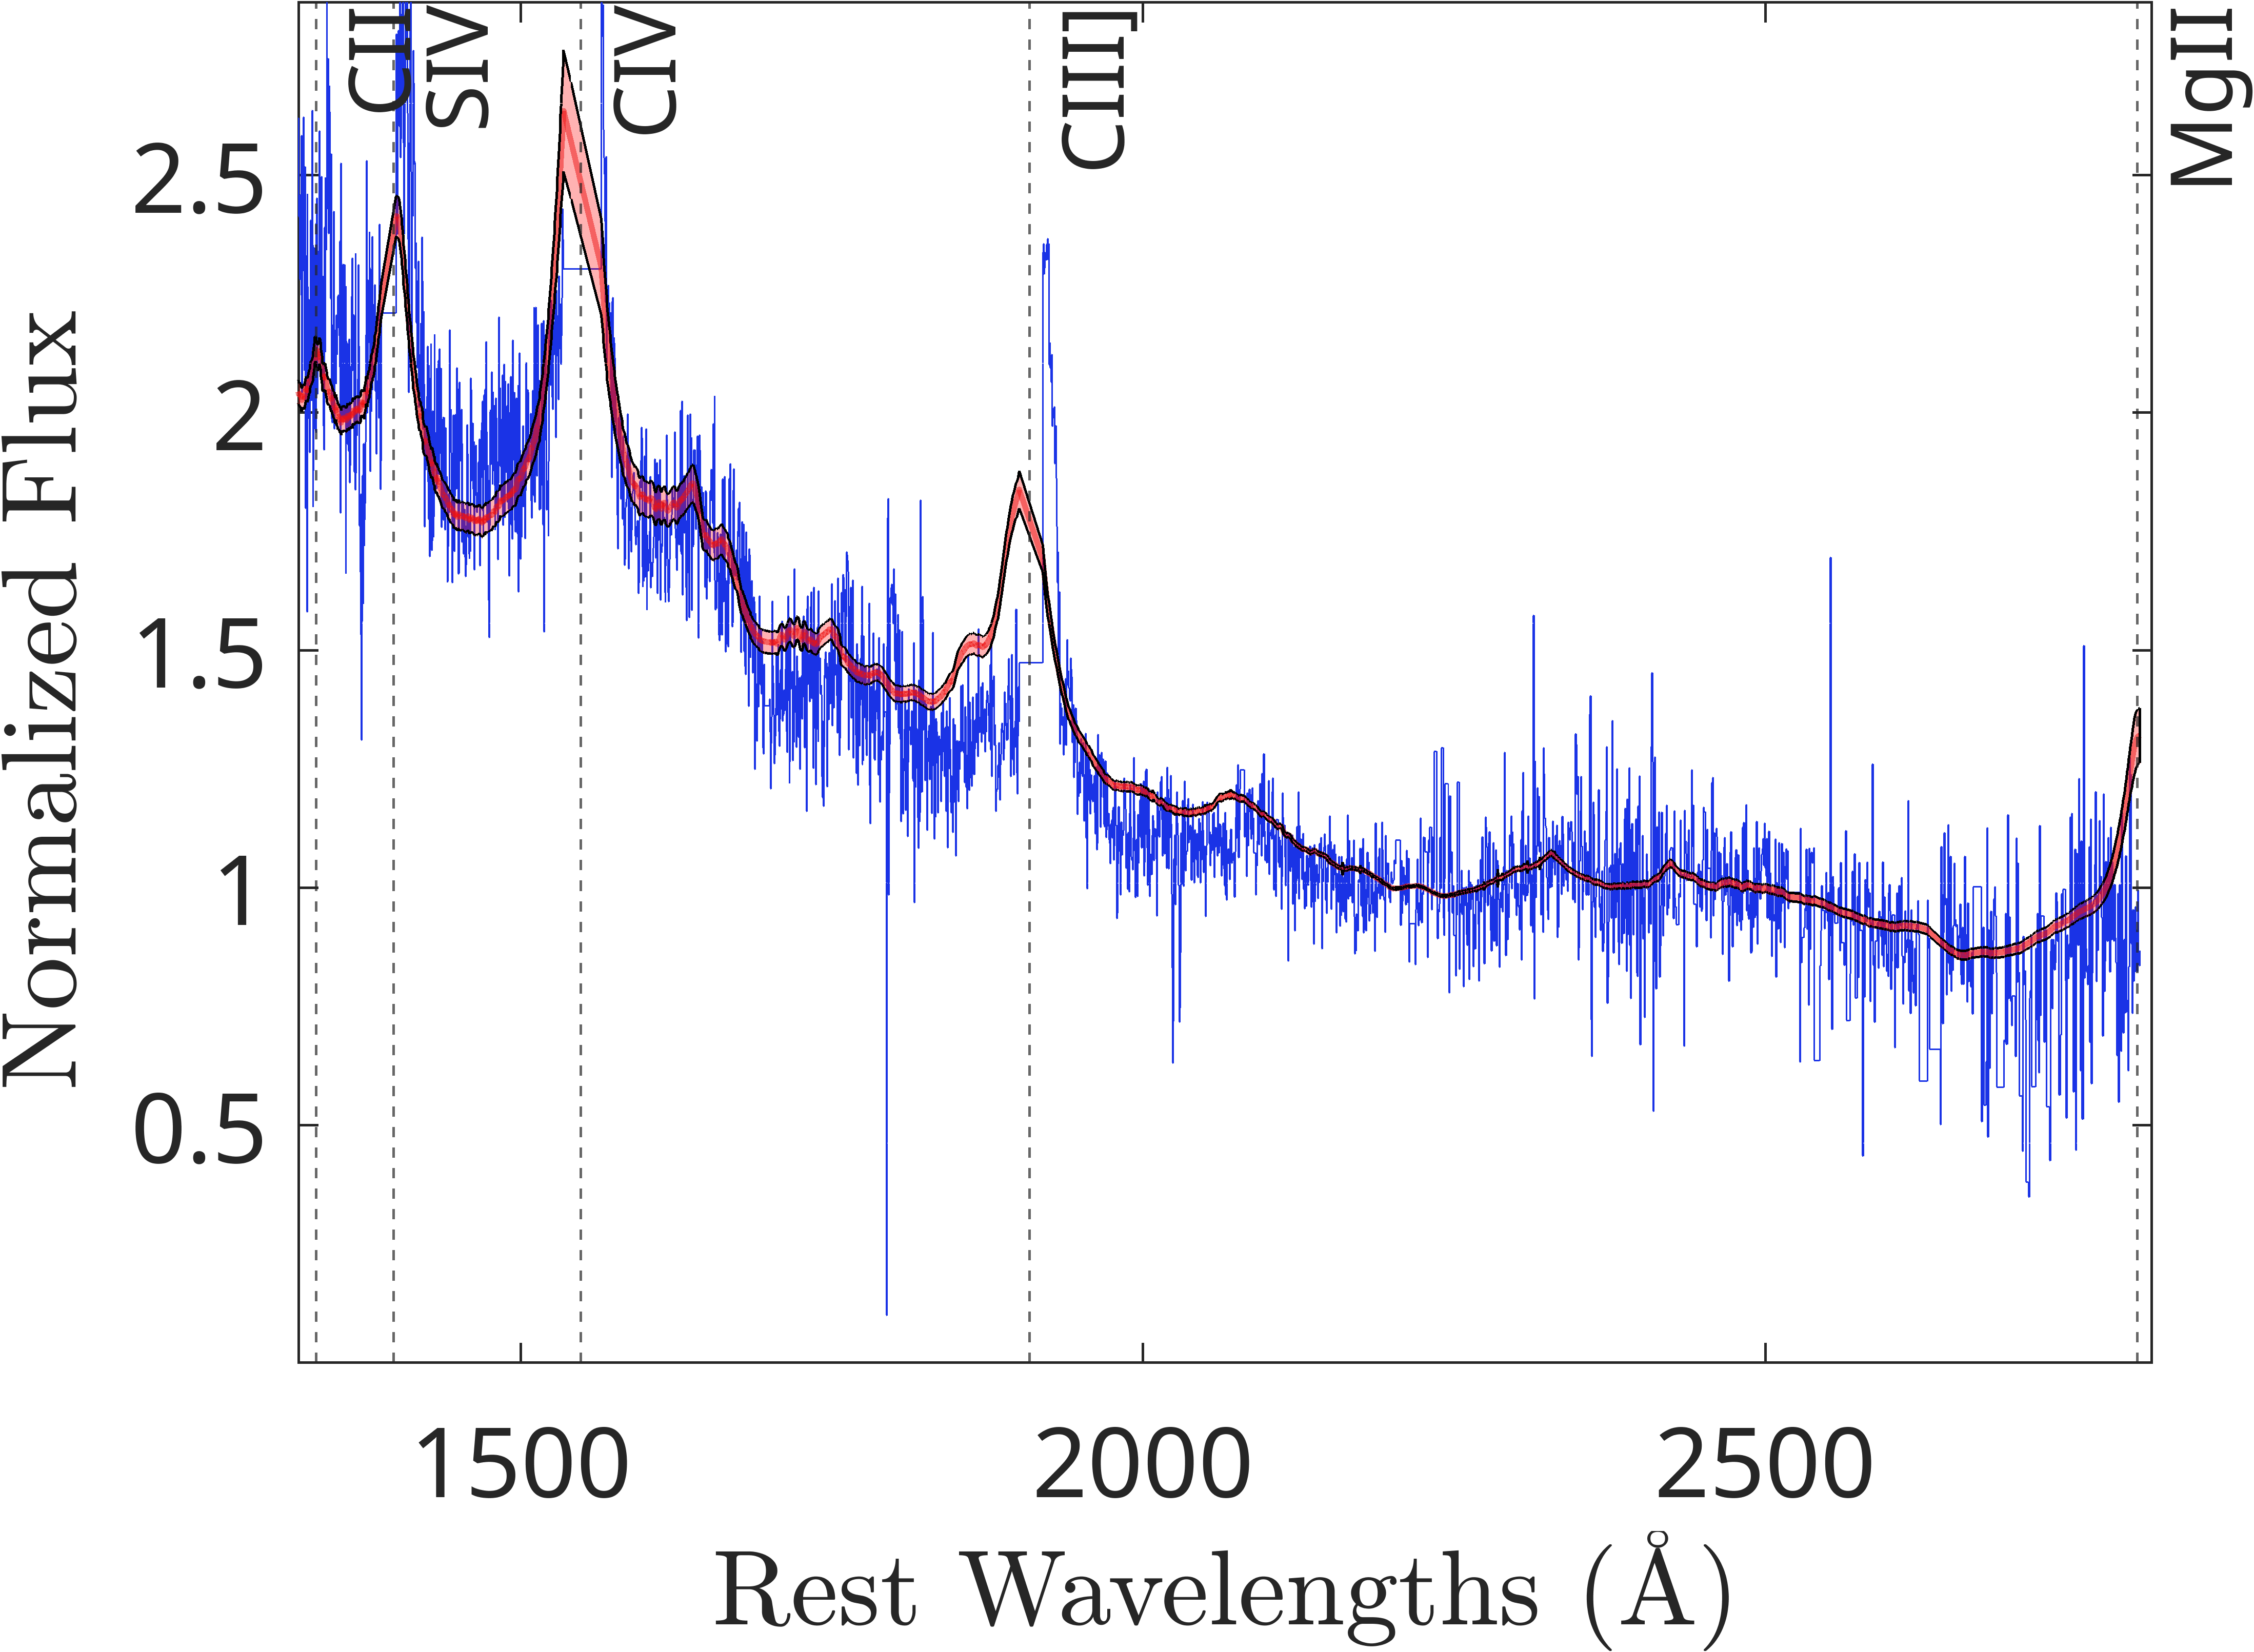 CII
SIV
CIV
CIII]
MgII
2.5
2
1.5
1
0.5
Normalized Flux
1500
2000
2500
Rest Wavelengths (Å)